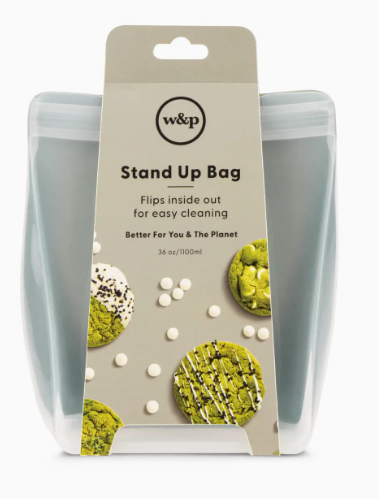 w&p
Stand Up Bag
Flips inside out
for easy cleaning
Better For You & The Planet
36 oz/1100ml